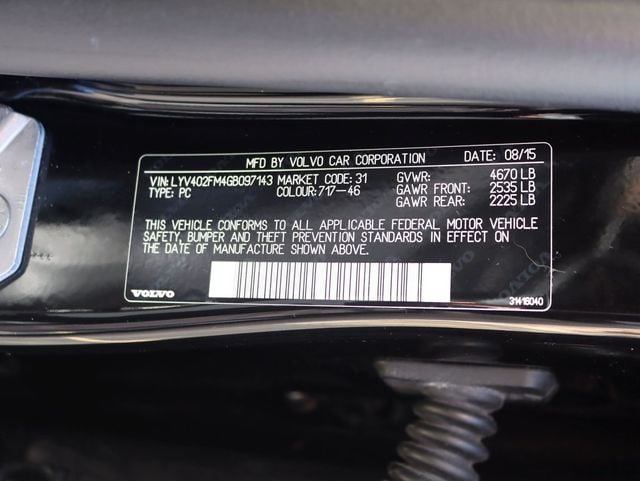 MFD BY VOLVO CAR CORPORATION DATE: 08/15
VIN: LYV402FM4GB097143 MARKET CODE: 31 GVWR: 4670 LB
TYPE: PC COLOUR: 717-46 GAWR FRONT: 2535 LB
GAWR REAR: 2225 LB
THIS VEHICLE CONFORMS TO ALL APPLICABLE FEDERAL MOTOR VEHICLE
SAFETY, BUMPER AND THEFT PREVENTION STANDARDS IN EFFECT ON
THE DATE OF MANUFACTURE SHOWN ABOVE.
VOLVO 31416040